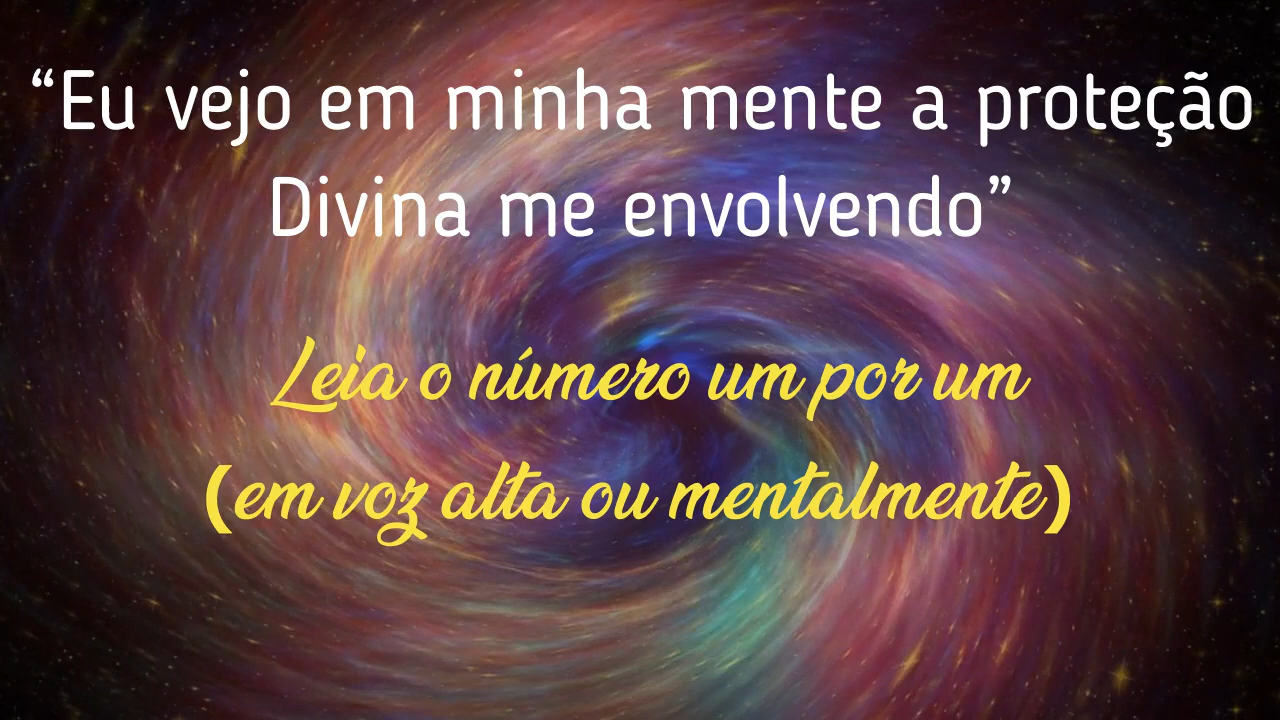 “Eu vejo em minha mente a proteção
Divina me envolvendo”
Leia o número um por um
(em voz alta ou mentalmente)